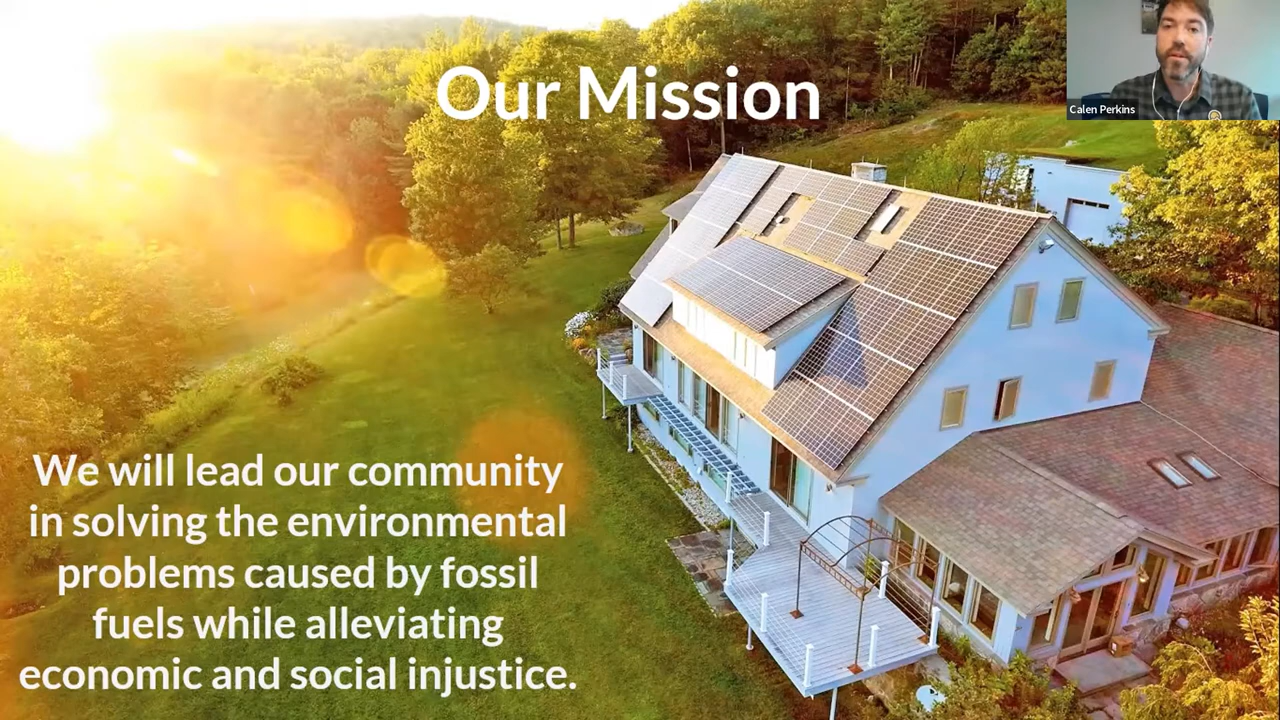 Our Mission
Calen Perkins
We will lead our community
in solving the environmental
problems caused by fossil
fuels while alleviating
economic and social injustice.